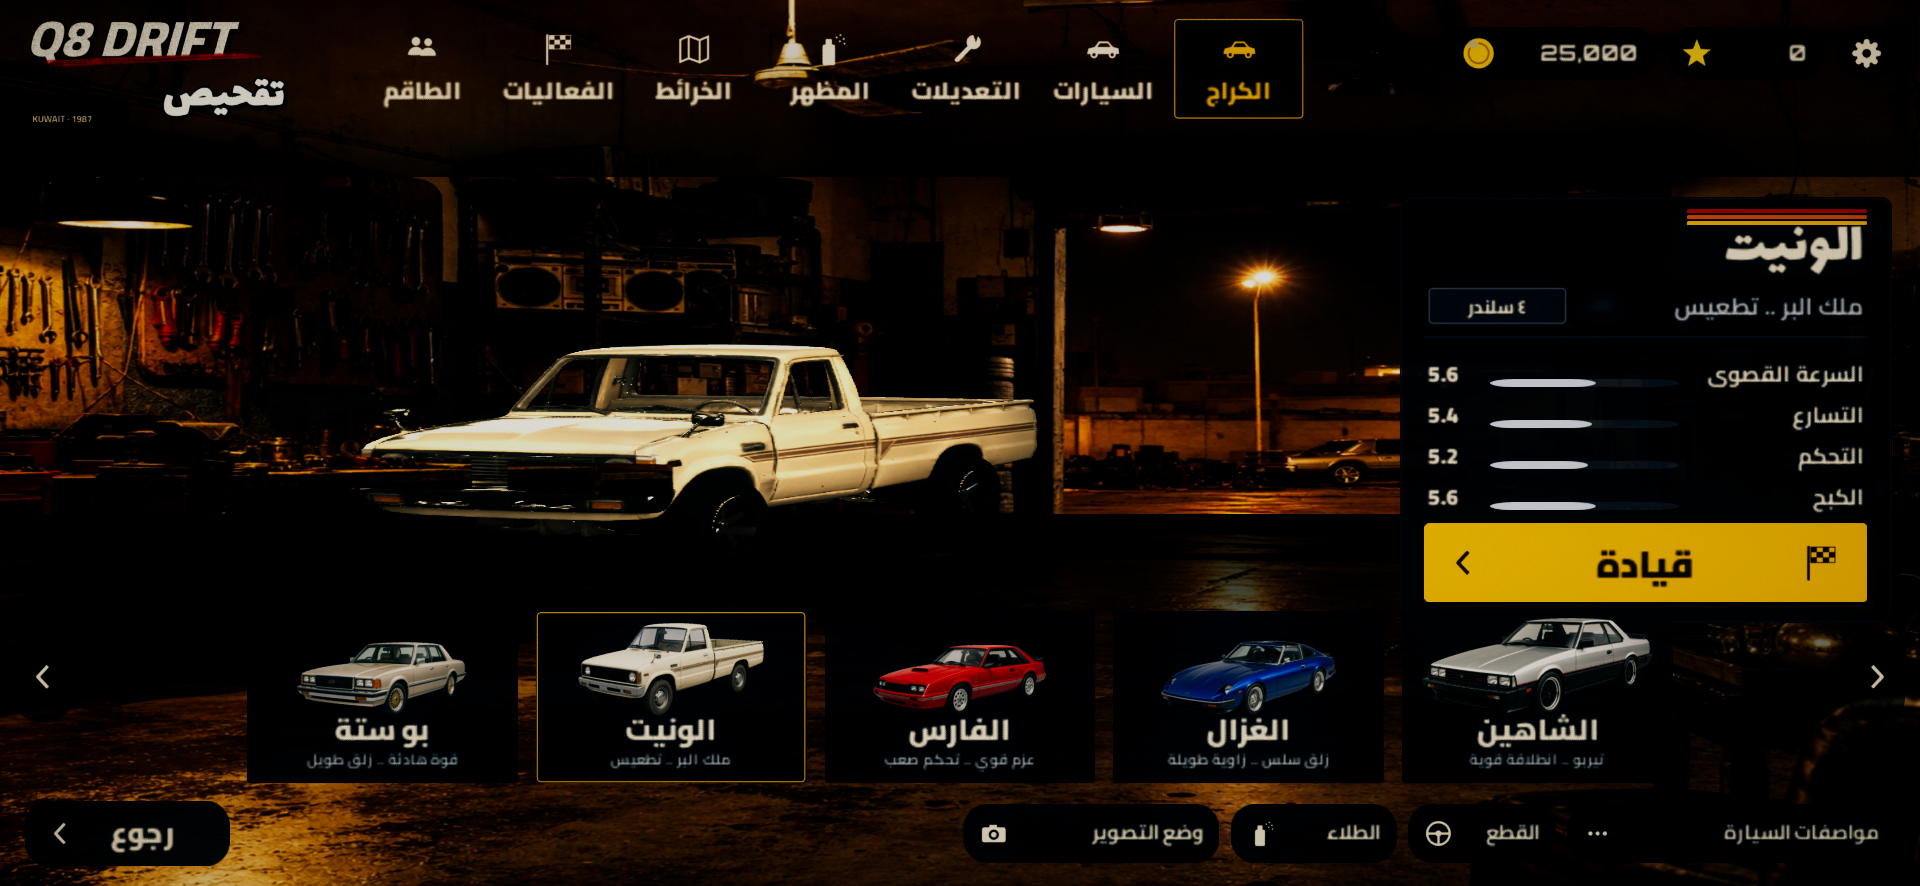 Q8 DRIFT
تفحيص
KUWAIT · 1987
الكراج
السيارات
التعديلات
المظهر
الخرائط
الفعاليات
الطاقم
25,000
0
الونيت
ملك البر .. تطعيس
٤ سلندر
السرعة القصوى 5.6
التسارع 5.4
التحكم 5.2
الكبح 5.6
قيادة
الشاهين
تيربو .. انطلاقة قوية
الغزال
زلق سلس .. زاوية طويلة
الفارس
عزم قوي .. تحكم صعب
الونيت
ملك البر .. تطعيس
بو ستة
قوة هادئة .. زلق طويل
مواصفات السيارة
القطع
الطلاء
وضع التصوير
رجوع